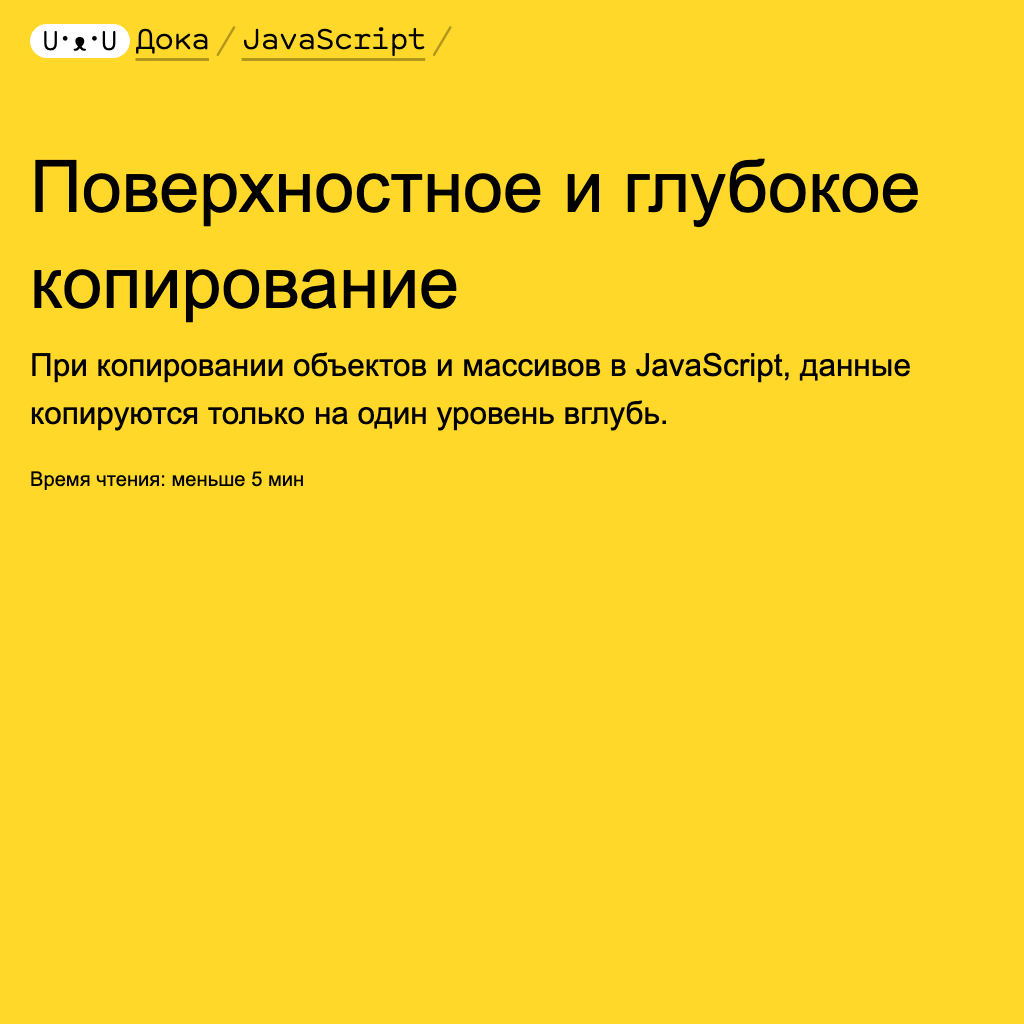 U·ᴥ·U Дока / JavaScript /
Поверхностное и глубокое
копирование
При копировании объектов и массивов в JavaScript, данные
копируются только на один уровень вглубь.
Время чтения: меньше 5 мин